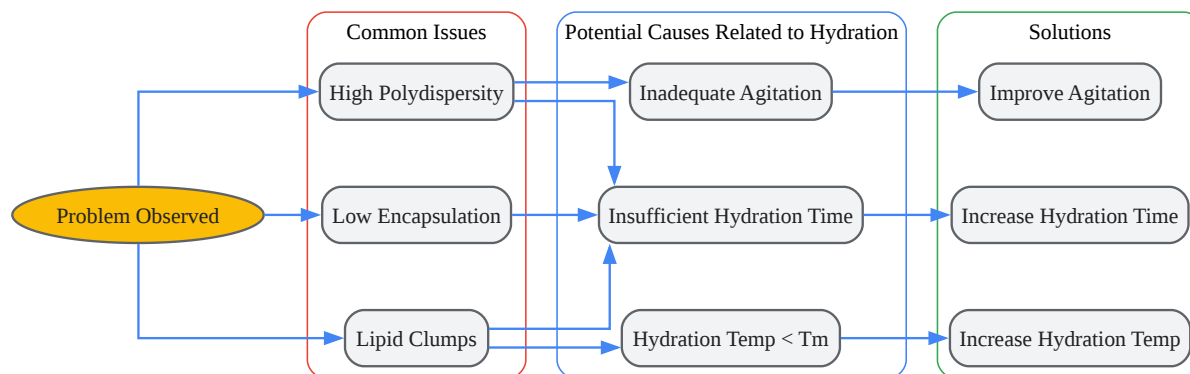 Common Issues
Potential Causes Related to Hydration
Solutions
High Polydispersity
Inadequate Agitation
Improve Agitation
Problem Observed
Low Encapsulation
Insufficient Hydration Time
Increase Hydration Time
Lipid Clumps
Hydration Temp < Tm
Increase Hydration Temp